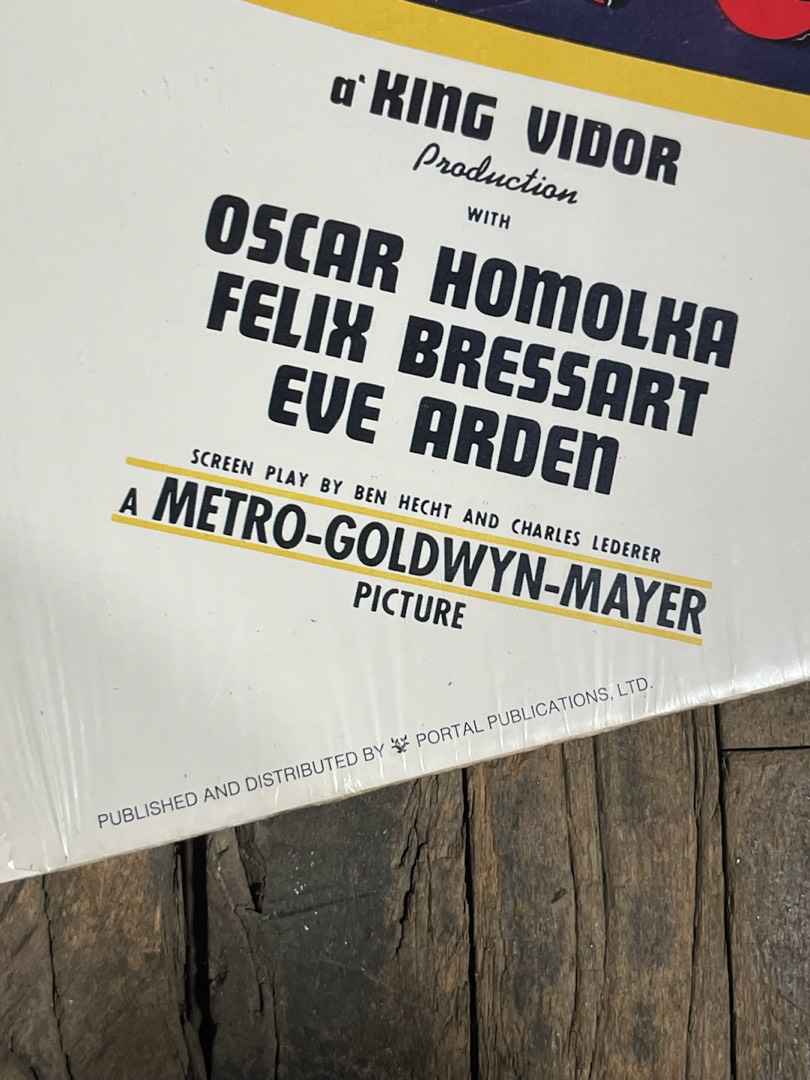 a KING VIDOR
Production
WITH
OSCAR HOMOLKA
FELIX BRESSART
EVE ARDEN
SCREEN PLAY BY BEN HECHT AND CHARLES LEDERER
A METRO-GOLDWYN-MAYER
PICTURE
PUBLISHED AND DISTRIBUTED BY PORTAL PUBLICATIONS, LTD.